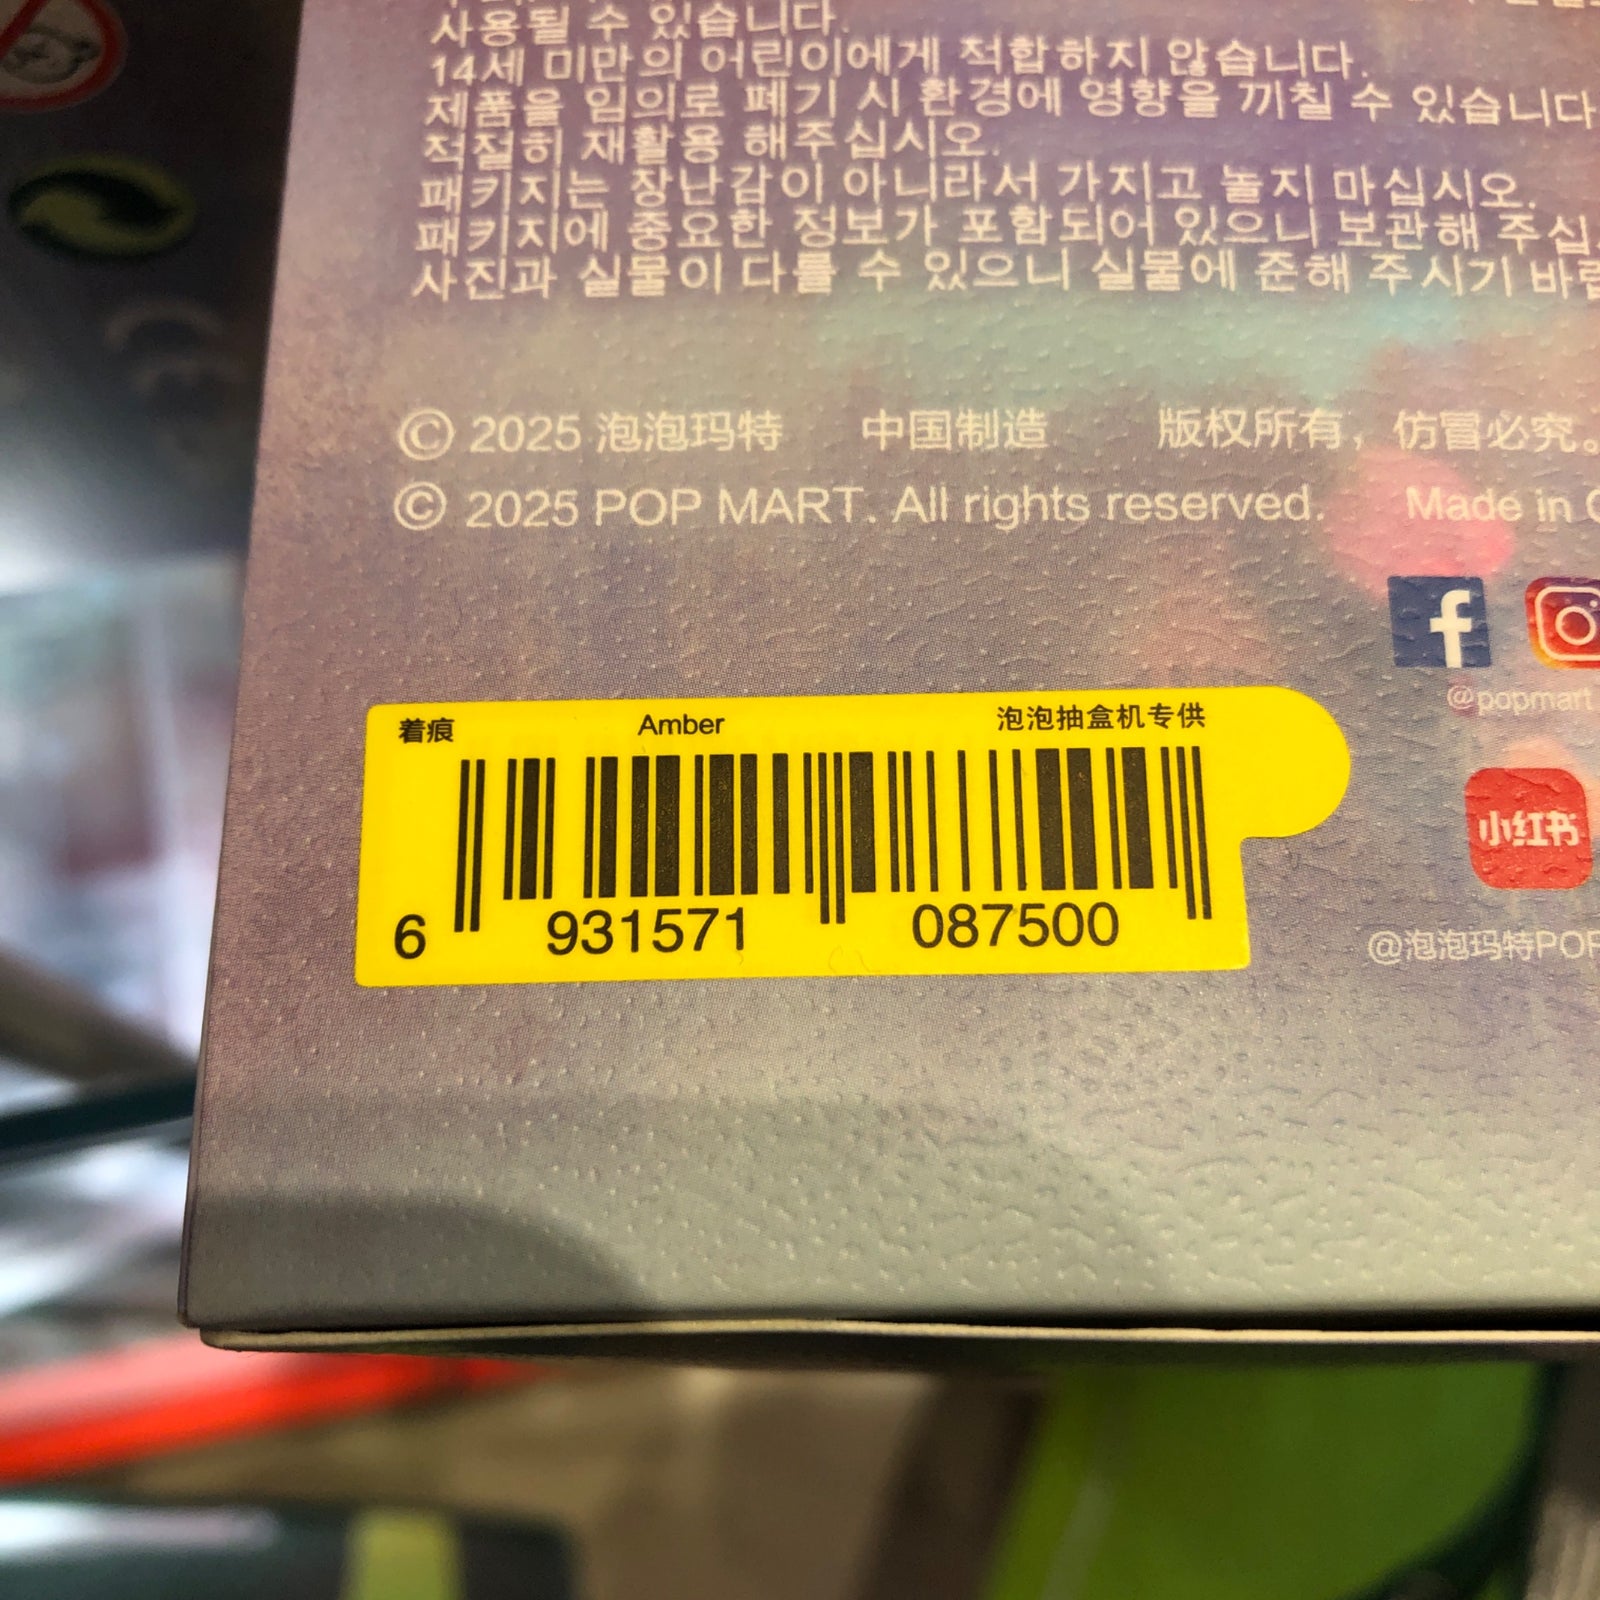 사용될 수 있습니다.
14세 미만의 어린이에게 적합하지 않습니다.
제품을 임의로 폐기 시 환경에 영향을 끼칠 수 있습니다
적절히 재활용 해주십시오.
패키지는 장난감이 아니라서 가지고 놀지 마십시오.
패키지에 중요한 정보가 포함되어 있으니 보관해 주십
사진과 실물이 다를 수 있으니 실물에 준해 주시기 바랍
© 2025 泡泡玛特 中国制造 版权所有，仿冒必究。
© 2025 POP MART. All rights reserved. Made in C
f
@popmart
着痕 Amber 泡泡抽盒机专供
6 931571 087500
小红书
@泡泡玛特POP